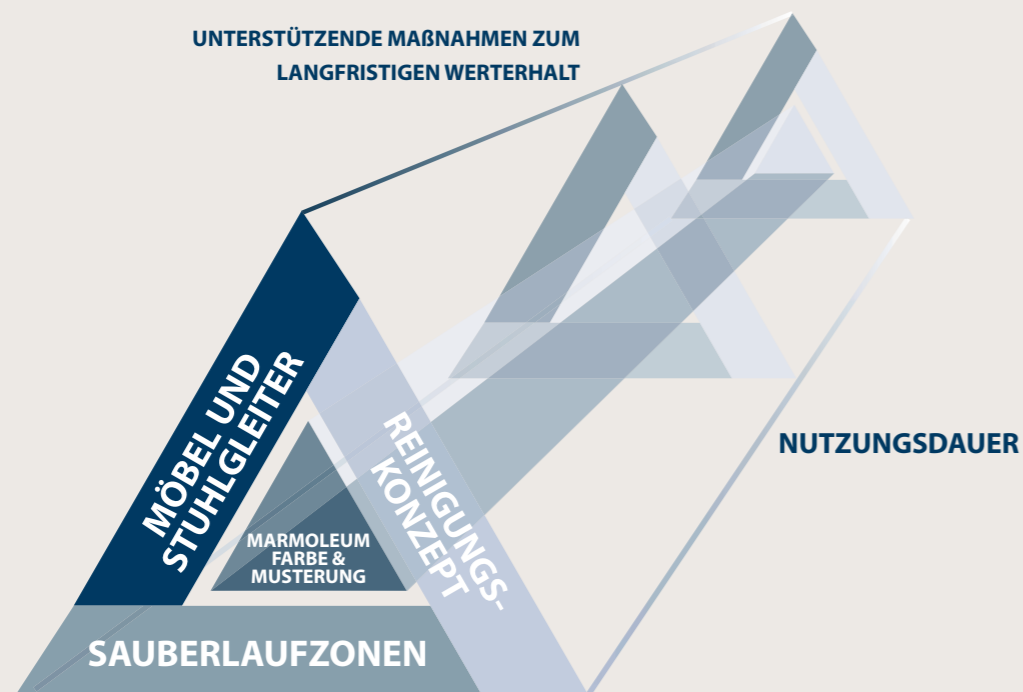 UNTERSTÜTZENDE MAßNAHMEN ZUM
LANGFRISTIGEN WERTERHALT
MÖBEL UND
STUHLGLEITER
REINIGUNGS-
KONZEPT
NUTZUNGSDAUER
MARMOLEUM
FARBE &
MUSTERUNG
SAUBERLAUFZONEN